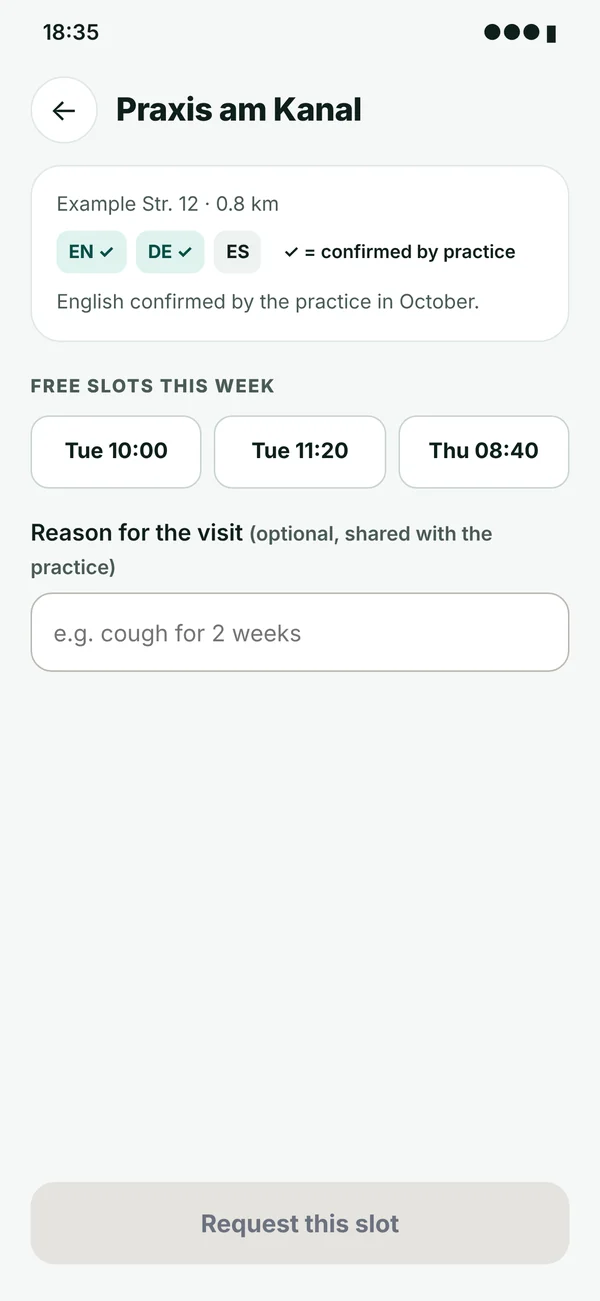 18:35
Praxis am Kanal
Example Str. 12 · 0.8 km
EN ✓ DE ✓ ES ✓ = confirmed by practice
English confirmed by the practice in October.
FREE SLOTS THIS WEEK
Tue 10:00 Tue 11:20 Thu 08:40
Reason for the visit (optional, shared with the
practice)
e.g. cough for 2 weeks
Request this slot